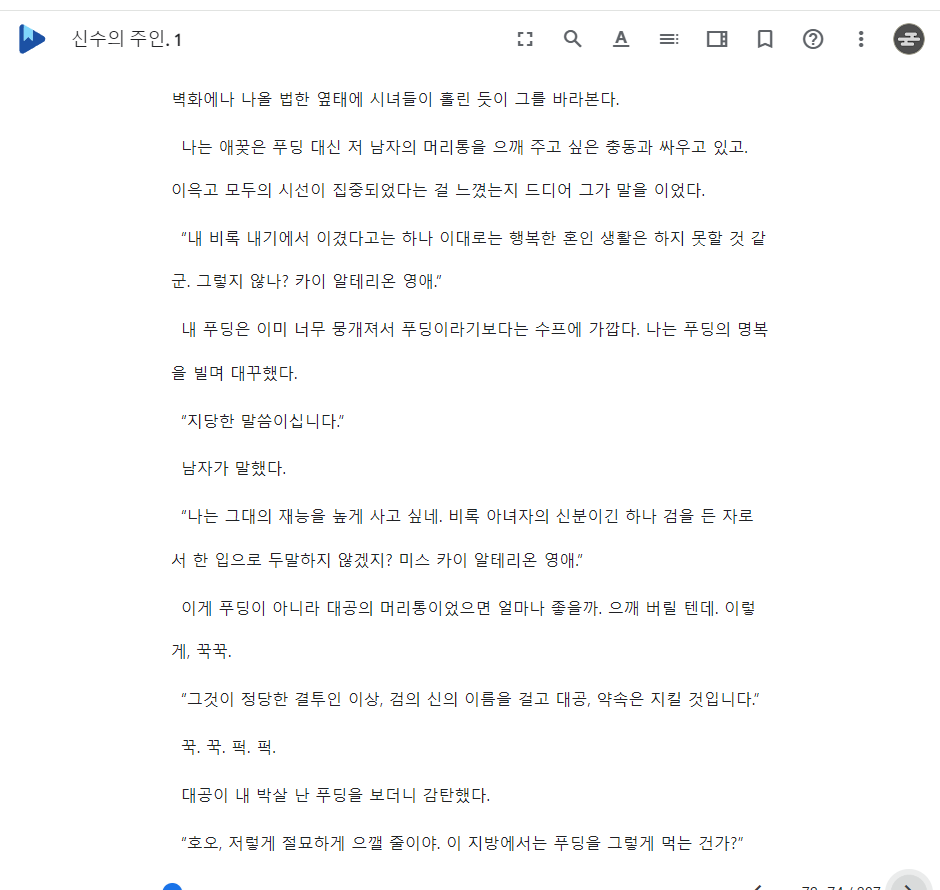 신수의 주인. 1
벽화에나 나올 법한 옆태에 시녀들이 홀린 듯이 그를 바라본다.
나는 애꿎은 푸딩 대신 저 남자의 머리통을 으깨 주고 싶은 충동과 싸우고 있고.
이윽고 모두의 시선이 집중되었다는 걸 느꼈는지 드디어 그가 말을 이었다.
“내 비록 내기에서 이겼다고는 하나 이대로는 행복한 혼인 생활은 하지 못할 것 같
군. 그렇지 않나? 카이 알테리온 영애.”
내 푸딩은 이미 너무 뭉개져서 푸딩이라기보다는 수프에 가깝다. 나는 푸딩의 명복
을 빌며 대꾸했다.
“지당한 말씀이십니다.”
남자가 말했다.
“나는 그대의 재능을 높게 사고 싶네. 비록 아녀자의 신분이긴 하나 검을 든 자로
서 한 입으로 두말하지 않겠지? 미스 카이 알테리온 영애.”
이게 푸딩이 아니라 대공의 머리통이었으면 얼마나 좋을까. 으깨 버릴 텐데. 이렇
게, 꾹꾹.
“그것이 정당한 결투인 이상, 검의 신의 이름을 걸고 대공, 약속은 지킬 것입니다.”
꾹. 꾹. 퍽. 퍽.
대공이 내 박살 난 푸딩을 보더니 감탄했다.
“호오, 저렇게 절묘하게 으깰 줄이야. 이 지방에서는 푸딩을 그렇게 먹는 건가?”